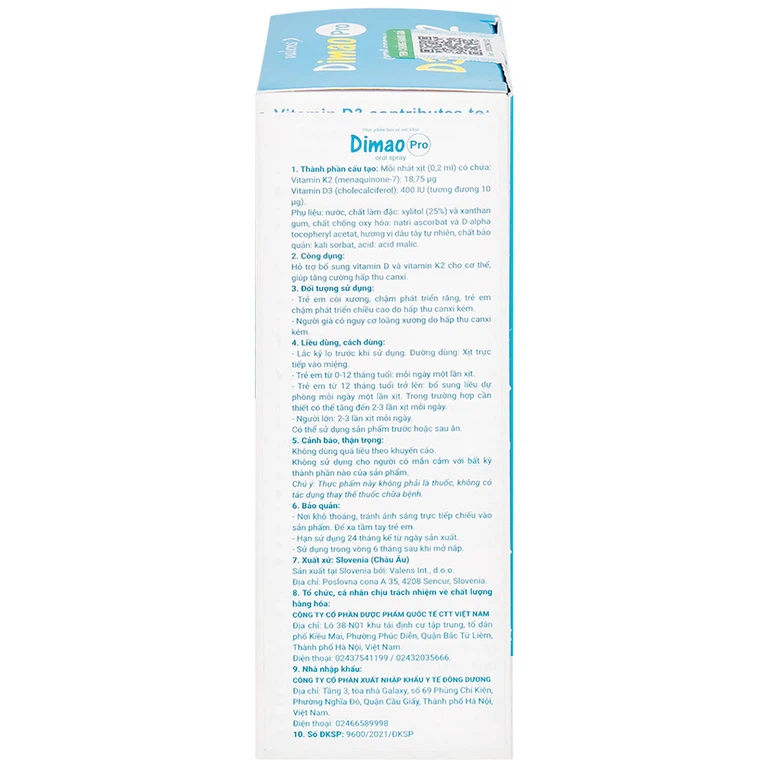 valens
Dimao Pro
D3
Vitamin D3 contributes to:
Thực phẩm bảo vệ sức khỏe
Dimao Pro
oral spray
1. Thành phần cấu tạo: Mỗi nhát xịt (0,2 ml) có chứa:
Vitamin K2 (menaquinone-7): 18,75 µg
Vitamin D3 (cholecalciferol): 400 IU (tương đương 10
µg).
Phụ liệu: nước, chất làm đặc: xylitol (25%) và xanthan
gum, chất chống oxy hóa: natri ascorbat và D-alpha
tocopheryl acetat, hương vị dâu tây tự nhiên, chất bảo
quản: kali sorbat, acid: acid malic.
2. Công dụng:
Hỗ trợ bổ sung vitamin D và vitamin K2 cho cơ thể,
giúp tăng cường hấp thu canxi.
3. Đối tượng sử dụng:
- Trẻ em còi xương, chậm phát triển răng, trẻ em
chậm phát triển chiều cao do hấp thu canxi kém.
- Người già có nguy cơ loãng xương do hấp thu canxi
kém.
4. Liều dùng, cách dùng:
- Lắc kỹ lọ trước khi sử dụng. Đường dùng: Xịt trực
tiếp vào miệng.
- Trẻ em từ 0-12 tháng tuổi: mỗi ngày một lần xịt.
- Trẻ em từ 12 tháng tuổi trở lên: bổ sung liều dự
phòng mỗi ngày một lần xịt. Trong trường hợp cần
thiết có thể tăng đến 2-3 lần xịt mỗi ngày.
- Người lớn: 2-3 lần xịt mỗi ngày.
Có thể sử dụng sản phẩm trước hoặc sau ăn.
5. Cảnh báo, thận trọng:
Không dùng quá liều theo khuyến cáo.
Không sử dụng cho người có mẫn cảm với bất kỳ
thành phần nào của sản phẩm.
Chú ý: Thực phẩm này không phải là thuốc, không có
tác dụng thay thế thuốc chữa bệnh.
6. Bảo quản:
- Nơi khô thoáng, tránh ánh sáng trực tiếp chiếu vào
sản phẩm. Để xa tầm tay trẻ em.
- Hạn sử dụng 24 tháng kể từ ngày sản xuất.
- Sử dụng trong vòng 6 tháng sau khi mở nắp.
7. Xuất xứ: Slovenia (Châu Âu)
Sản xuất tại Slovenia bởi: Valens Int., d.o.o.
Địa chỉ: Poslovna cona A 35, 4208 Sencur, Slovenia.
8. Tổ chức, cá nhân chịu trách nhiệm về chất lượng
hàng hóa:
CÔNG TY CỔ PHẦN DƯỢC PHẨM QUỐC TẾ CTT VIỆT NAM
Địa chỉ: Lô 38-N01 khu tái định cư tập trung, tổ dân
phố Kiều Mai, Phường Phúc Diễn, Quận Bắc Từ Liêm,
Thành phố Hà Nội, Việt Nam.
Điện thoại: 02437541199 / 02432035666.
9. Nhà nhập khẩu:
CÔNG TY CỔ PHẦN XUẤT NHẬP KHẨU Y TẾ ĐÔNG DƯƠNG
Địa chỉ: Tầng 3, tòa nhà Galaxy, số 69 Phùng Chí Kiên,
Phường Nghĩa Đô, Quận Cầu Giấy, Thành phố Hà Nội,
Việt Nam.
Điện thoại: 02466589998
10. Số ĐKSP: 9600/2021/ĐKSP